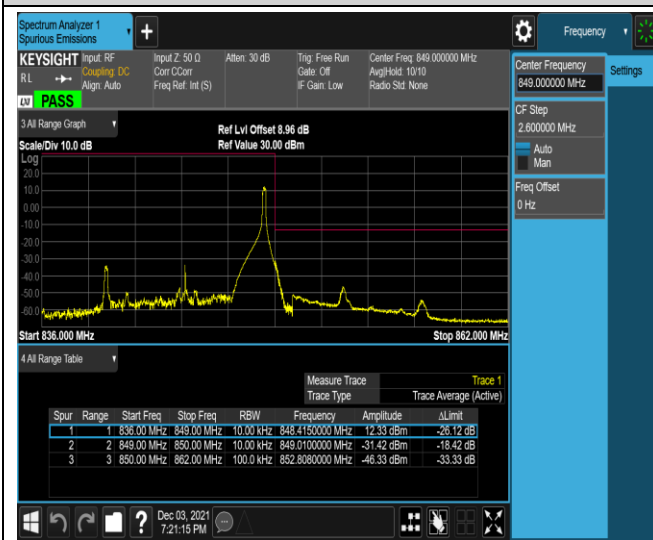 Spectrum Analyzer 1
Spurious Emissions
+
Frequency
KEYSIGHT Input: RF Input Z: 50 Ω Atten: 30 dB Trig: Free Run Center Freq: 849.000000 MHz
RL Coupling: DC Corr CCorr Gate: Off Avg|Hold: 10/10
Align: Auto Freq Ref: Int (S) IF Gain: Low Radio Std: None
LXI PASS
Center Frequency
849.000000 MHz
Settings
CF Step
2.600000 MHz
Auto
Man
Freq Offset
0 Hz
3 All Range Graph
Ref Lvl Offset 8.96 dB
Scale/Div 10.0 dB Ref Value 30.00 dBm
Log
20.0
10.0
0.00
-10.0
-20.0
-30.0
-40.0
-50.0
-60.0
Start 836.000 MHz Stop 862.000 MHz
4 All Range Table
Measure Trace Trace 1
Trace Type Trace Average (Active)
Spur Range Start Freq Stop Freq RBW Frequency Amplitude ΔLimit
1 1 836.00 MHz 849.00 MHz 10.00 kHz 848.4150000 MHz 12.33 dBm -26.12 dB
2 2 849.00 MHz 850.00 MHz 10.00 kHz 849.0100000 MHz -31.42 dBm -18.42 dB
3 3 850.00 MHz 862.00 MHz 100.0 kHz 852.8080000 MHz -46.33 dBm -33.33 dB
? Dec 03, 2021
7:21:15 PM